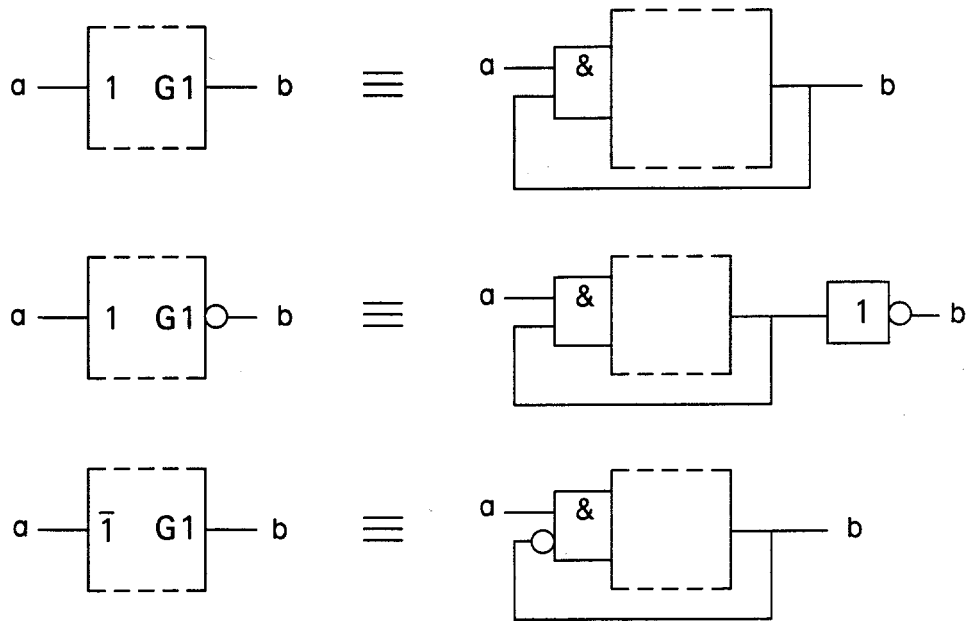 a 1 G1 b ≡ a & b
a 1 G1 b ≡ a & 1 b
a 1̅ G1 b ≡ a & b